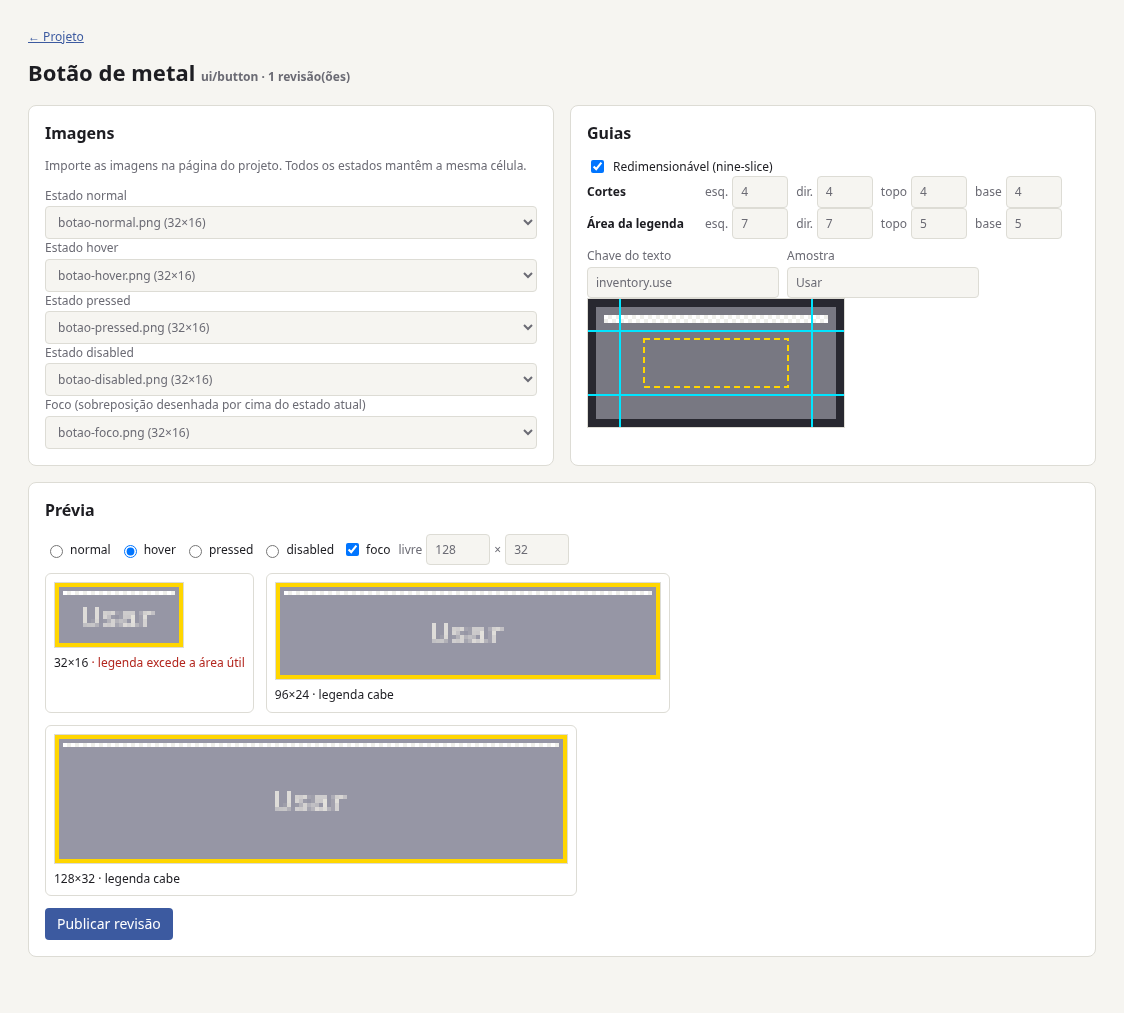 ← Projeto
Botão de metal ui/button · 1 revisão(ões)
Imagens
Importe as imagens na página do projeto. Todos os estados mantêm a mesma célula.
Estado normal
botao-normal.png (32×16)
Estado hover
botao-hover.png (32×16)
Estado pressed
botao-pressed.png (32×16)
Estado disabled
botao-disabled.png (32×16)
Foco (sobreposição desenhada por cima do estado atual)
botao-foco.png (32×16)
Guias
Redimensionável (nine-slice)
Cortes esq. 4 dir. 4 topo 4 base 4
Área da legenda esq. 7 dir. 7 topo 5 base 5
Chave do texto Amostra
inventory.use Usar
Prévia
normal hover pressed disabled foco livre 128 × 32
Usar
32×16 · legenda excede a área útil
Usar
96×24 · legenda cabe
Usar
128×32 · legenda cabe
Publicar revisão